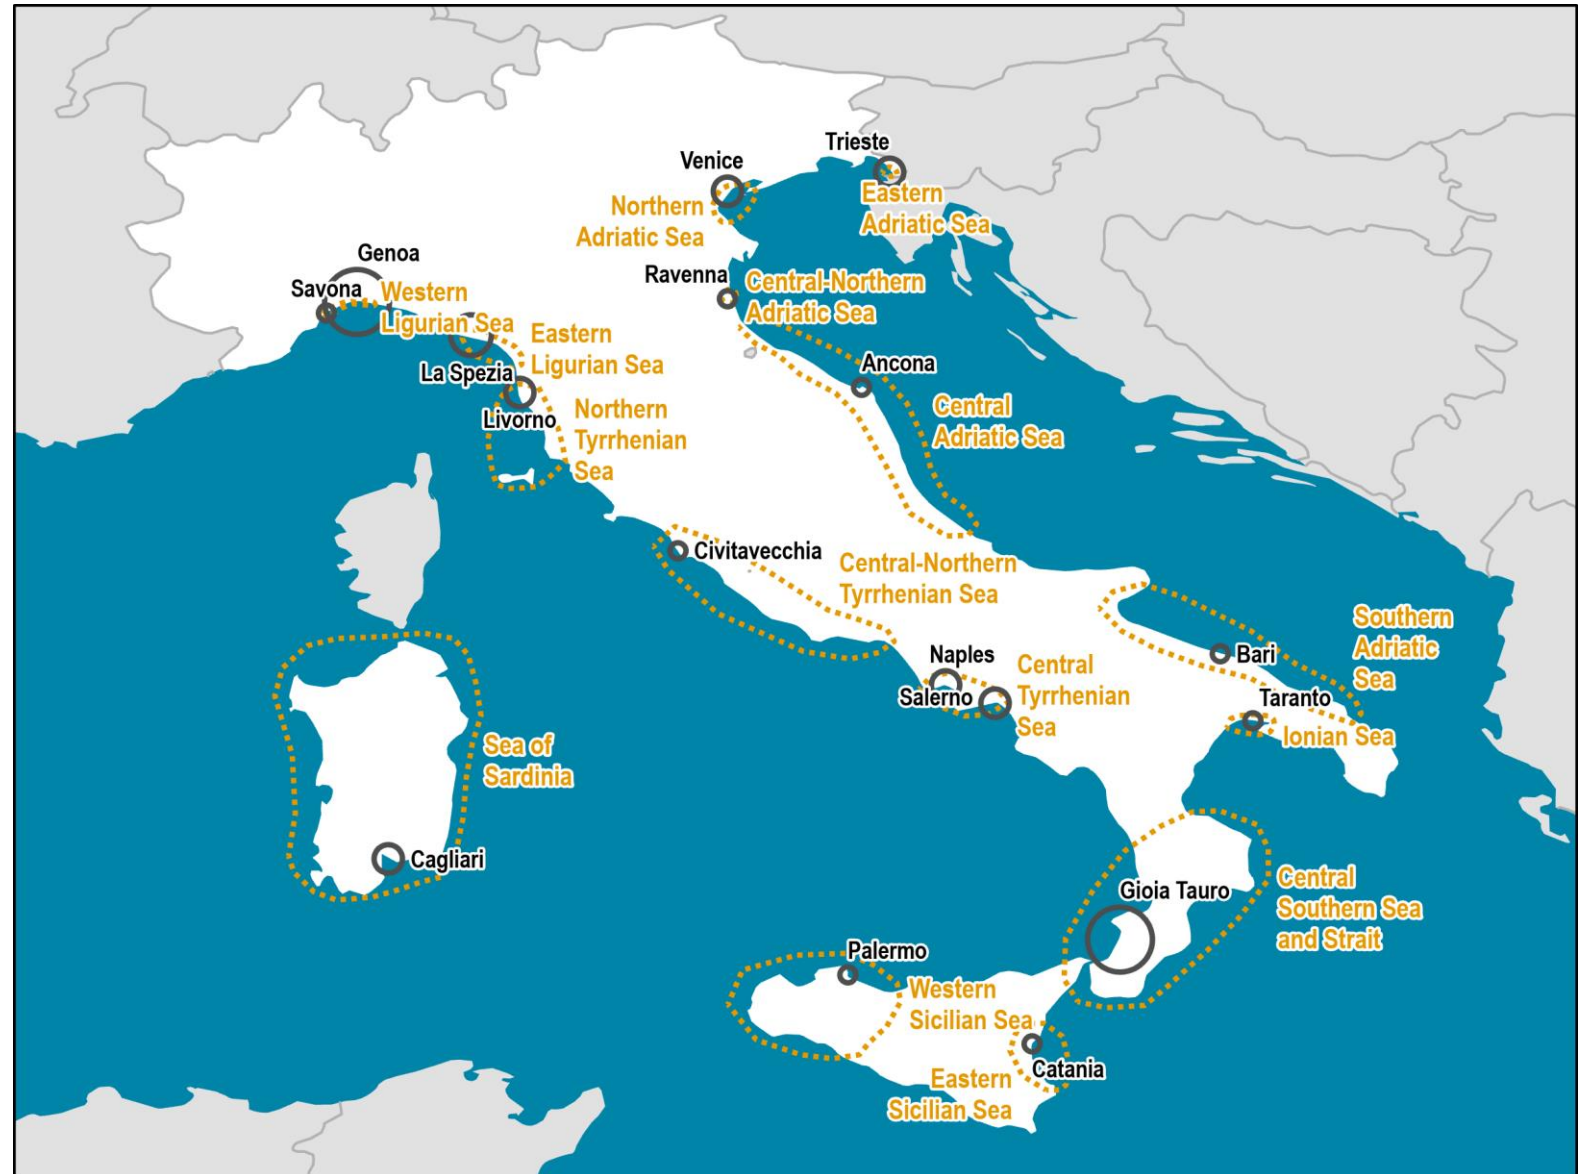 Trieste
Venice
Eastern
Adriatic Sea
Northern
Adriatic Sea
Genoa
Savona
Ravenna
Central-Northern
Adriatic Sea
Western
Ligurian Sea
Eastern
Ligurian Sea
La Spezia
Ancona
Livorno
Northern
Tyrrhenian
Sea
Central
Adriatic Sea
Civitavecchia
Central-Northern
Tyrrhenian Sea
Southern
Adriatic
Sea
Bari
Naples
Salerno
Central
Tyrrhenian
Sea
Taranto
Ionian Sea
Sea of
Sardinia
Cagliari
Gioia Tauro
Central
Southern Sea
and Strait
Palermo
Western
Sicilian Sea
Catania
Eastern
Sicilian Sea